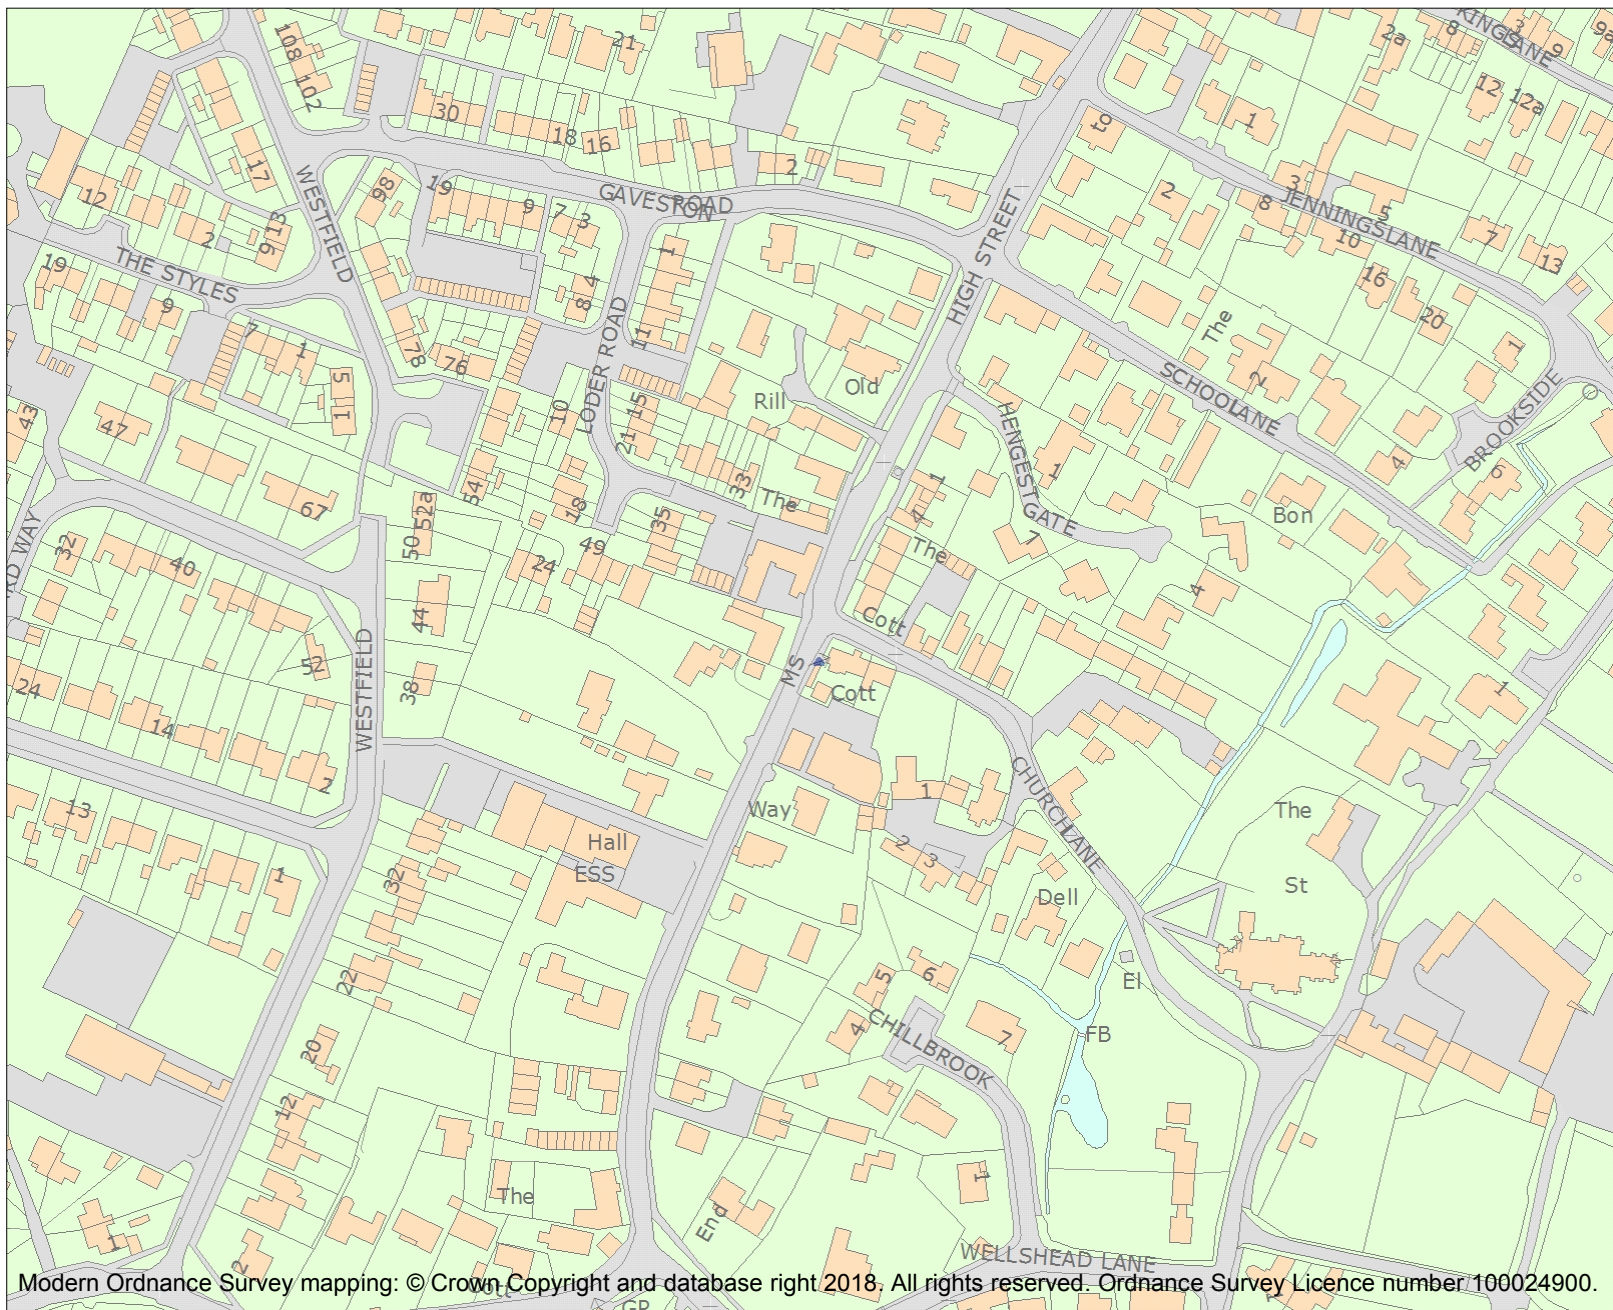 108
102
21
30
18
16
2
KINGS LANE
2a
8
3
9
9a
12
12a
1
to
17
98
19
9
7
3
GAVESTON ROAD
HIGH STREET
2
3
5
8
10
JENNINGS LANE
7
13
16
20
12
2
9 13
WESTFIELD
THE STYLES
19
9
7
1
5
1
78
76
1
4
8
11
LODER ROAD
10
15
21
Rill
Old
The
2
SCHOOL LANE
1
BROOKSIDE
4
6
43
47
67
54
52a
50
18
33
The
35
49
24
HENGEST GATE
1
1
4
7
The
Bon
4
32
40
52
44
38
WESTFIELD
24
14
2
MS
Cott
Cott
1
13
1
32
Hall
ESS
Way
1
2
3
CHURCH LANE
The
St
Dell
El
FB
22
20
12
5
6
4
7
CHILLBROOK
1
The
End
1
2
WELLSHEAD LANE
Cott
GP
Modern Ordnance Survey mapping: © Crown Copyright and database right 2018. All rights reserved. Ordnance Survey Licence number 100024900.